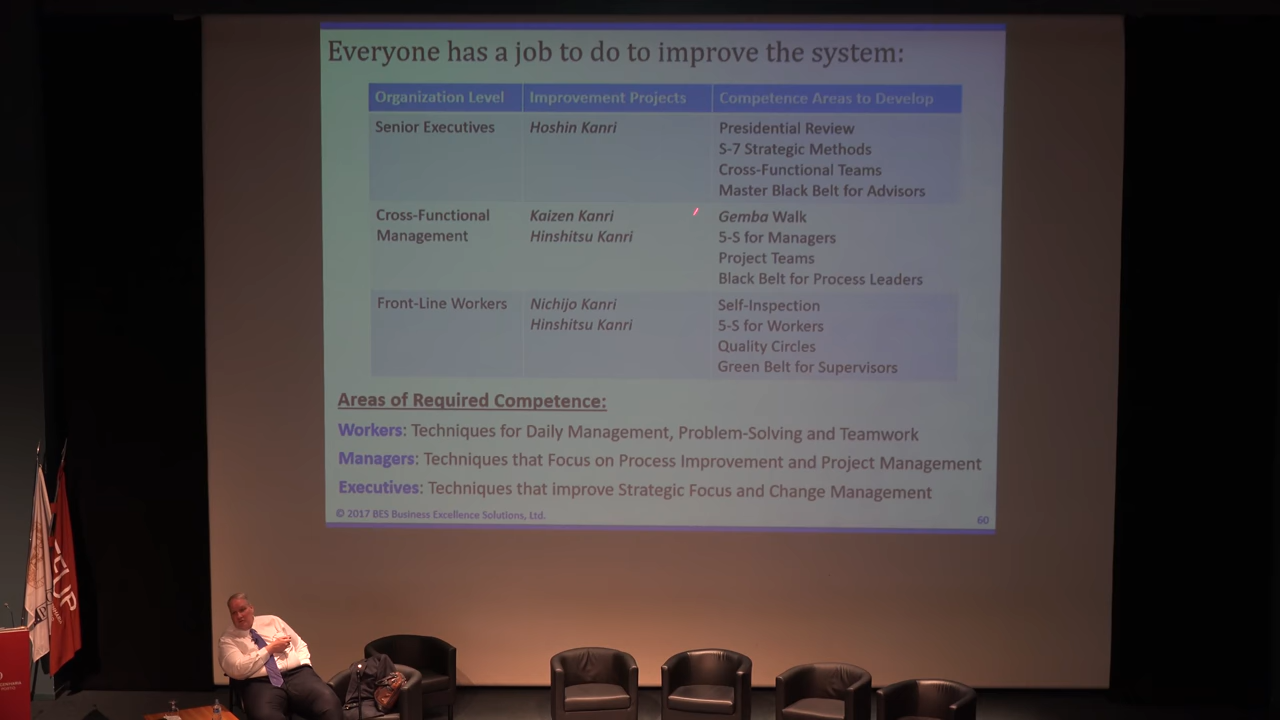 Everyone has a job to do to improve the system:
Organization Level Improvement Projects Competence Areas to Develop
Senior Executives Hoshin Kanri Presidential Review
S-7 Strategic Methods
Cross-Functional Teams
Master Black Belt for Advisors
Cross-Functional Kaizen Kanri Gemba Walk
Management Hinshitsu Kanri 5-S for Managers
Project Teams
Black Belt for Process Leaders
Front-Line Workers Nichijo Kanri Self-Inspection
Hinshitsu Kanri 5-S for Workers
Quality Circles
Green Belt for Supervisors
Areas of Required Competence:
Workers: Techniques for Daily Management, Problem-Solving and Teamwork
Managers: Techniques that Focus on Process Improvement and Project Management
Executives: Techniques that improve Strategic Focus and Change Management
© 2017 BES Business Excellence Solutions, Ltd. 60